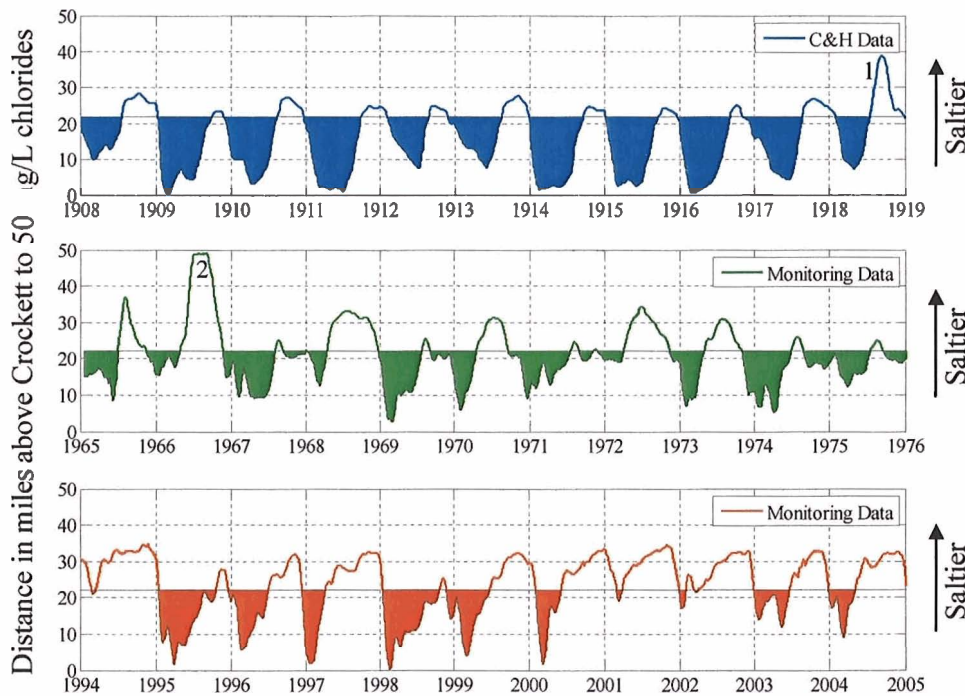 Distance in miles above Crockett to 50 g/L chlorides
50
40
30
20
10
0
C&H Data
1
1908 1909 1910 1911 1912 1913 1914 1915 1916 1917 1918 1919
Saltier
50
40
30
20
10
0
Monitoring Data
2
1965 1966 1967 1968 1969 1970 1971 1972 1973 1974 1975 1976
Saltier
50
40
30
20
10
0
Monitoring Data
1994 1995 1996 1997 1998 1999 2000 2001 2002 2003 2004 2005
Saltier